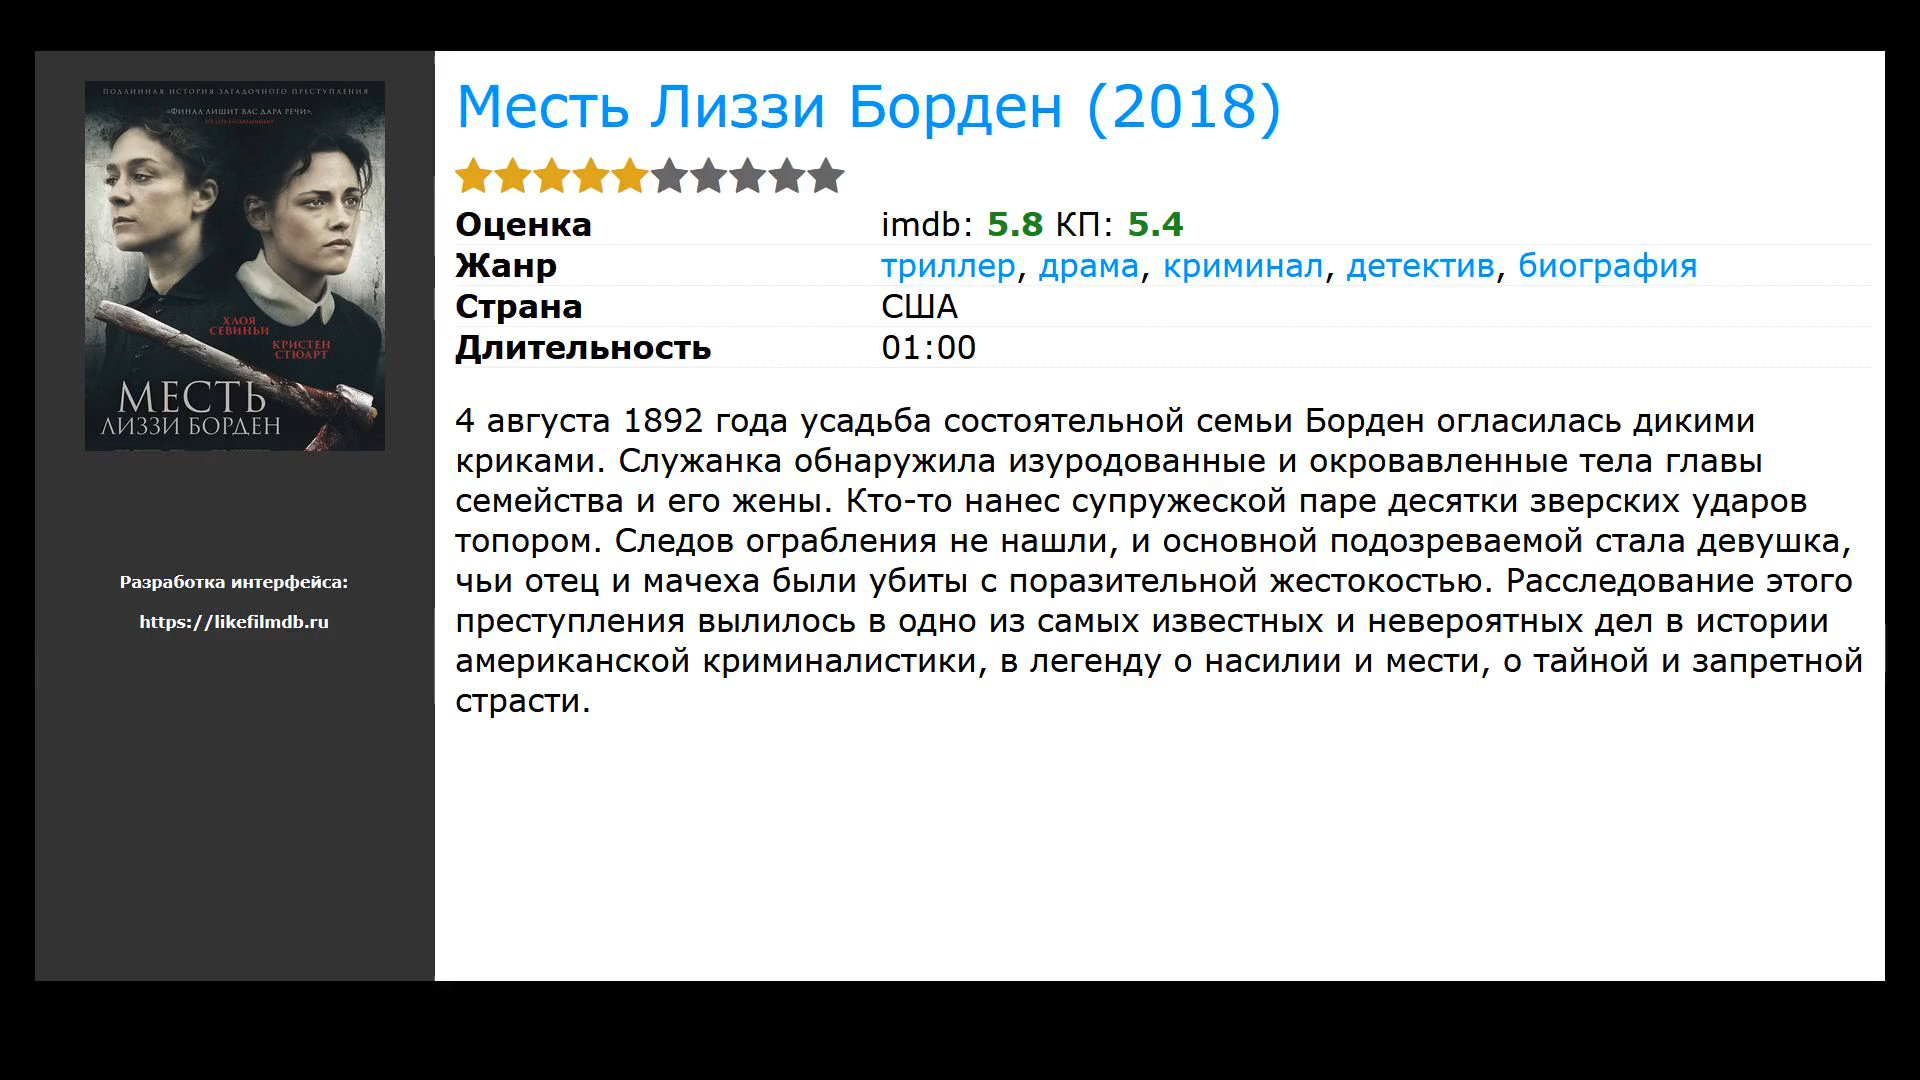 ПОДЛИННАЯ ИСТОРИЯ ЗАГАДОЧНОГО ПРЕСТУПЛЕНИЯ
«ФИНАЛ ЛИШИТ ВАС ДАРА РЕЧИ».
ХЛОЯ
СЕВИНЬИ
КРИСТЕН
СТЮАРТ
МЕСТЬ
ЛИЗЗИ БОРДЕН
Разработка интерфейса:
https://likefilmdb.ru
Месть Лиззи Борден (2018)
Оценка imdb: 5.8 КП: 5.4
Жанр триллер, драма, криминал, детектив, биография
Страна США
Длительность 01:00
4 августа 1892 года усадьба состоятельной семьи Борден огласилась дикими
криками. Служанка обнаружила изуродованные и окровавленные тела главы
семейства и его жены. Кто-то нанес супружеской паре десятки зверских ударов
топором. Следов ограбления не нашли, и основной подозреваемой стала девушка,
чьи отец и мачеха были убиты с поразительной жестокостью. Расследование этого
преступления вылилось в одно из самых известных и невероятных дел в истории
американской криминалистики, в легенду о насилии и мести, о тайной и запретной
страсти.